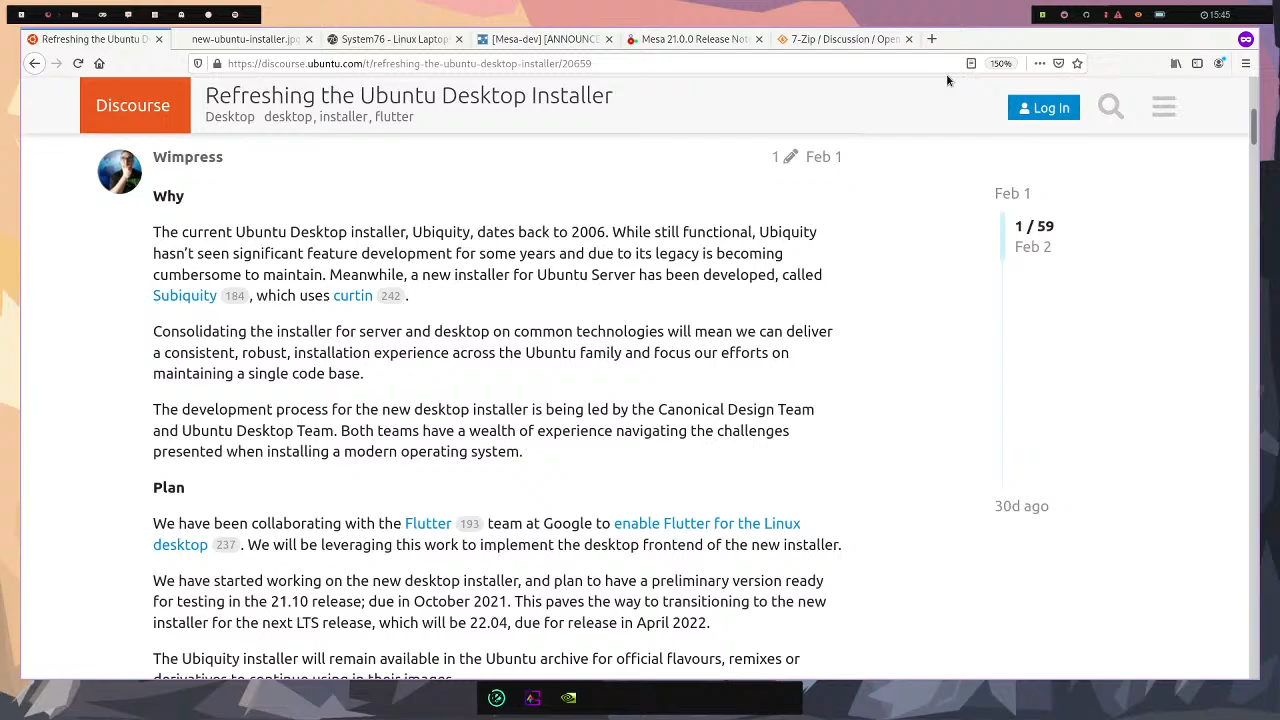 15:45
Refreshing the Ubuntu D
new-ubuntu-installer.jpg
System76 - Linux Laptop
[Mesa-dev] [ANNOUNCE
Mesa 21.0.0 Release Not
7-Zip / Discussion / Open
https://discourse.ubuntu.com/t/refreshing-the-ubuntu-desktop-installer/20659
150%
Discourse
Refreshing the Ubuntu Desktop Installer
Desktop desktop, installer, flutter
Log In
Wimpress
1 Feb 1
Why
The current Ubuntu Desktop installer, Ubiquity, dates back to 2006. While still functional, Ubiquity
hasn't seen significant feature development for some years and due to its legacy is becoming
cumbersome to maintain. Meanwhile, a new installer for Ubuntu Server has been developed, called
Subiquity 184 , which uses curtin 242 .
Consolidating the installer for server and desktop on common technologies will mean we can deliver
a consistent, robust, installation experience across the Ubuntu family and focus our efforts on
maintaining a single code base.
The development process for the new desktop installer is being led by the Canonical Design Team
and Ubuntu Desktop Team. Both teams have a wealth of experience navigating the challenges
presented when installing a modern operating system.
Plan
We have been collaborating with the Flutter 193 team at Google to enable Flutter for the Linux
desktop 237 . We will be leveraging this work to implement the desktop frontend of the new installer.
We have started working on the new desktop installer, and plan to have a preliminary version ready
for testing in the 21.10 release; due in October 2021. This paves the way to transitioning to the new
installer for the next LTS release, which will be 22.04, due for release in April 2022.
The Ubiquity installer will remain available in the Ubuntu archive for official flavours, remixes or
derivatives to continue using in their images.
Feb 1
1 / 59
Feb 2
30d ago